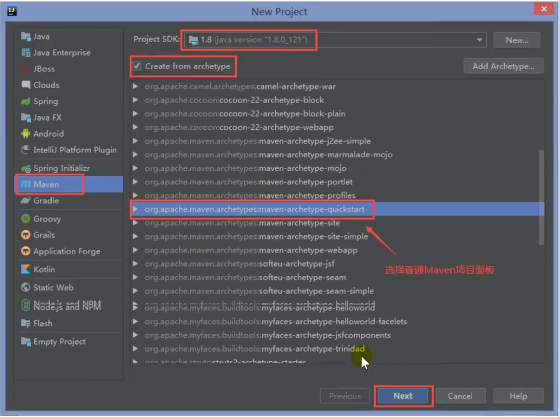 New Project
Java
Java Enterprise
JBoss
Clouds
Spring
Java FX
Android
IntelliJ Platform Plugin
Spring Initializr
Maven
Gradle
Groovy
Grails
Application Forge
Kotlin
Static Web
Node.js and NPM
Flash
Empty Project
Project SDK: 1.8 (java version "1.8.0_121") New...
Create from archetype Add Archetype...
org.apache.camel.archetypes:camel-archetype-war
org.apache.cocoon:cocoon-22-archetype-block
org.apache.cocoon:cocoon-22-archetype-block-plain
org.apache.cocoon:cocoon-22-archetype-webapp
org.apache.maven.archetypes:maven-archetype-j2ee-simple
org.apache.maven.archetypes:maven-archetype-marmalade-mojo
org.apache.maven.archetypes:maven-archetype-mojo
org.apache.maven.archetypes:maven-archetype-portlet
org.apache.maven.archetypes:maven-archetype-profiles
org.apache.maven.archetypes:maven-archetype-quickstart
org.apache.maven.archetypes:maven-archetype-site
org.apache.maven.archetypes:maven-archetype-site-simple
org.apache.maven.archetypes:maven-archetype-webapp
org.apache.maven.archetypes:softeu-archetype-jsf
org.apache.maven.archetypes:softeu-archetype-seam
org.apache.maven.archetypes:softeu-archetype-seam-simple
org.apache.myfaces.buildtools:myfaces-archetype-helloworld
org.apache.myfaces.buildtools:myfaces-archetype-helloworld-facelets
org.apache.myfaces.buildtools:myfaces-archetype-jsfcomponents
org.apache.myfaces.buildtools:myfaces-archetype-trinidad
org.apache.struts:struts2-archetype-starter
选择普通Maven项目面板
Previous Next Cancel Help